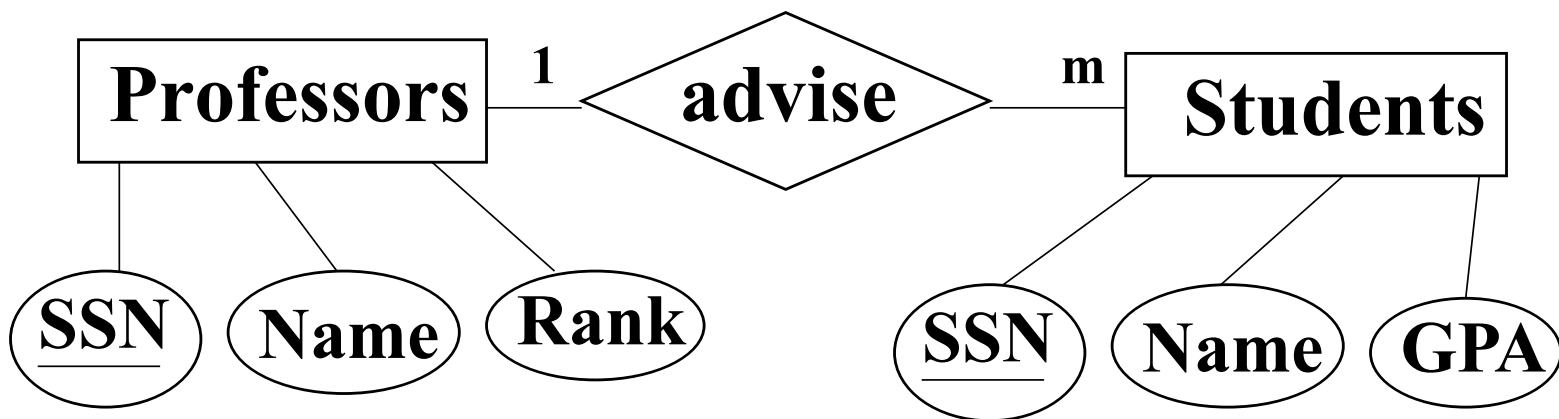 Professors
1
advise
m
Students
SSN
Name
Rank
SSN
Name
GPA